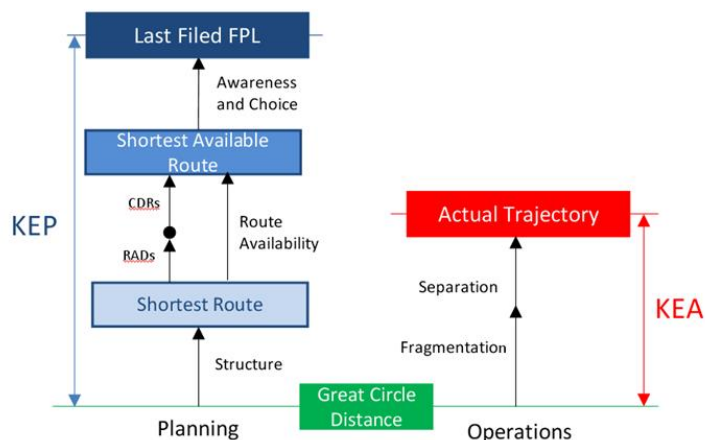 Last Filed FPL
Awareness
and Choice
Shortest Available
Route
CDRs
Route
Availability
RADs
KEP
Shortest Route
Structure
Planning
Actual Trajectory
Separation
KEA
Fragmentation
Great Circle
Distance
Operations